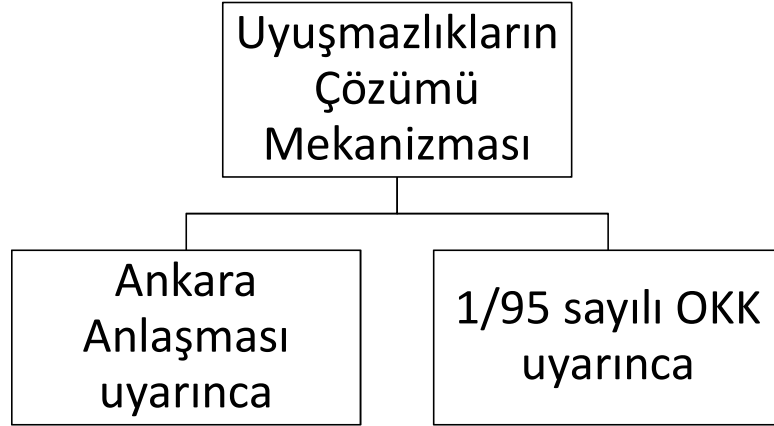 Uyuşmazlıkların
Çözümü
Mekanizması
Ankara
Anlaşması
uyarınca
1/95 sayılı OKK
uyarınca